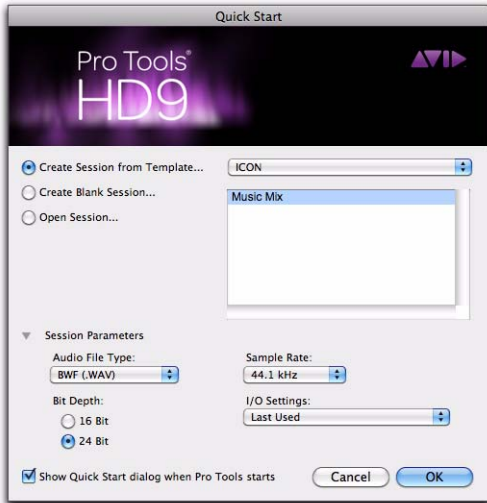 Quick Start
Pro Tools®
HD9
AVID
Create Session from Template...
ICON
Create Blank Session...
Music Mix
Open Session...
Session Parameters
Audio File Type:
Sample Rate:
BWF (.WAV)
44.1 kHz
Bit Depth:
I/O Settings:
16 Bit
Last Used
24 Bit
Show Quick Start dialog when Pro Tools starts
Cancel
OK